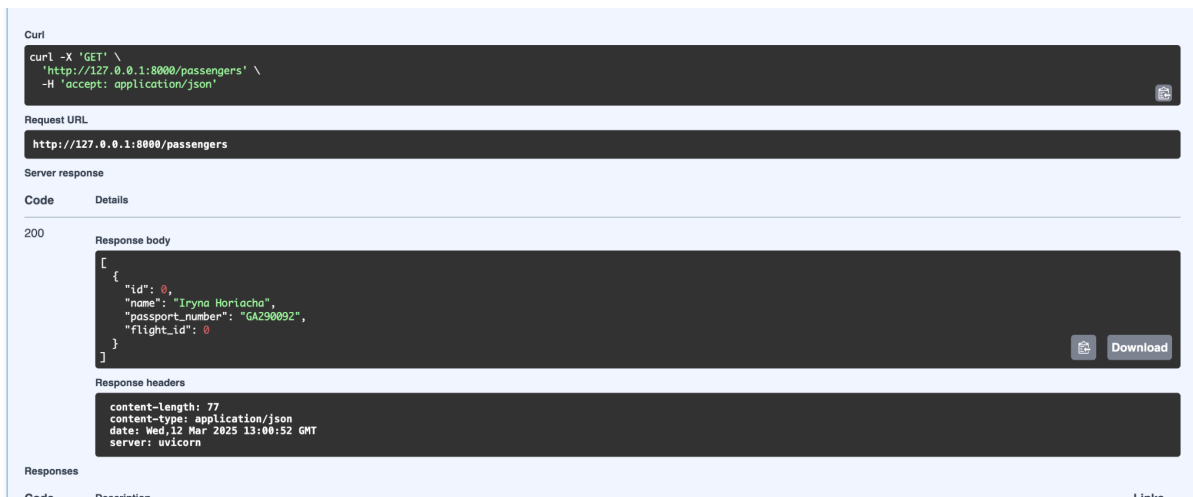 Curl
curl -X 'GET' \
'http://127.0.0.1:8000/passengers' \
-H 'accept: application/json'
Request URL
http://127.0.0.1:8000/passengers
Server response
Code Details
200
Response body
[
{
"id": 0,
"name": "Iryna Horiacha",
"passport_number": "GA290092",
"flight_id": 0
}
]
Download
Response headers
content-length: 77
content-type: application/json
date: Wed,12 Mar 2025 13:00:52 GMT
server: uvicorn
Responses
Code Description Links